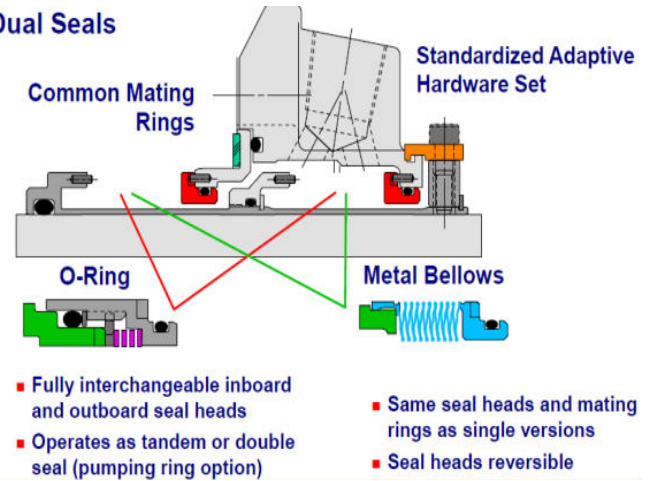 Dual Seals
Common Mating
Rings
Standardized Adaptive
Hardware Set
O-Ring
Metal Bellows
■ Fully interchangeable inboard
and outboard seal heads
■ Operates as tandem or double
seal (pumping ring option)
■ Same seal heads and mating
rings as single versions
■ Seal heads reversible